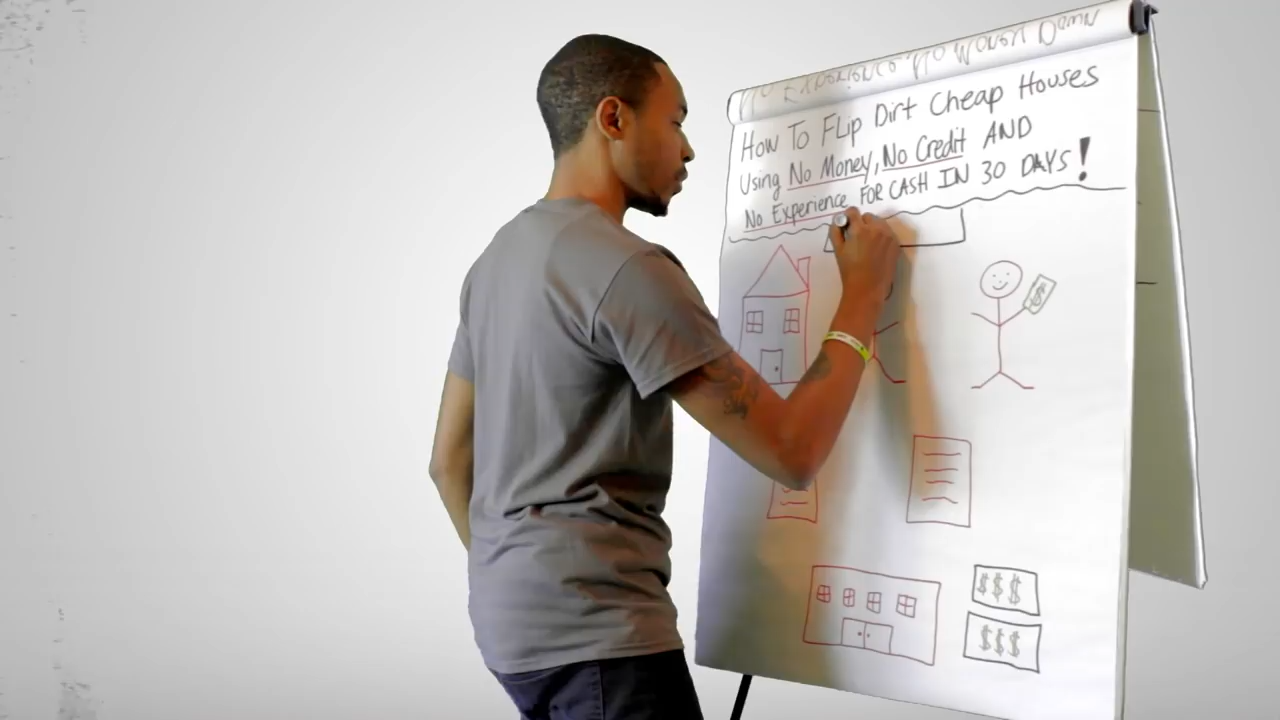 How To Flip Dirt Cheap Houses
Using No Money, No Credit AND
No Experience FOR CASH IN 30 DAYS!
$$
$$$
$$$